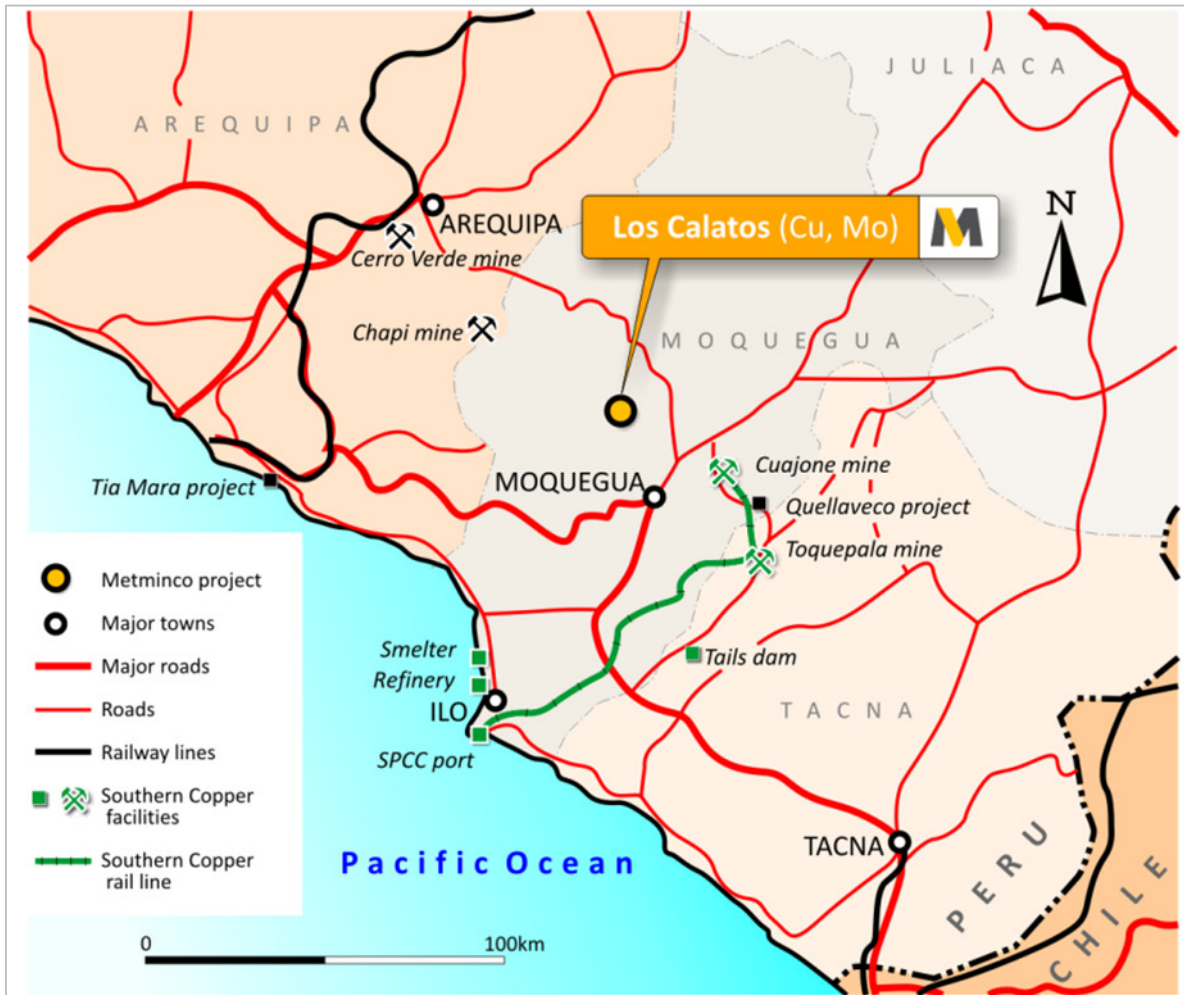 JULIACA
AREQUIPA
N
AREQUIPA
Los Calatos (Cu, Mo)
M
Cerro Verde mine
Chapi mine
MOQUEGUA
Cuajone mine
MOQUEGUA
Tia Mara project
Quellaveco project
Toquepala mine
Metminco project
Major towns
Major roads
Roads
Railway lines
Southern Copper
facilities
Southern Copper
rail line
Smelter
Refinery
ILO
SPCC port
Tails dam
TACNA
TACNA
PERU
CHILE
Pacific Ocean
0
100km